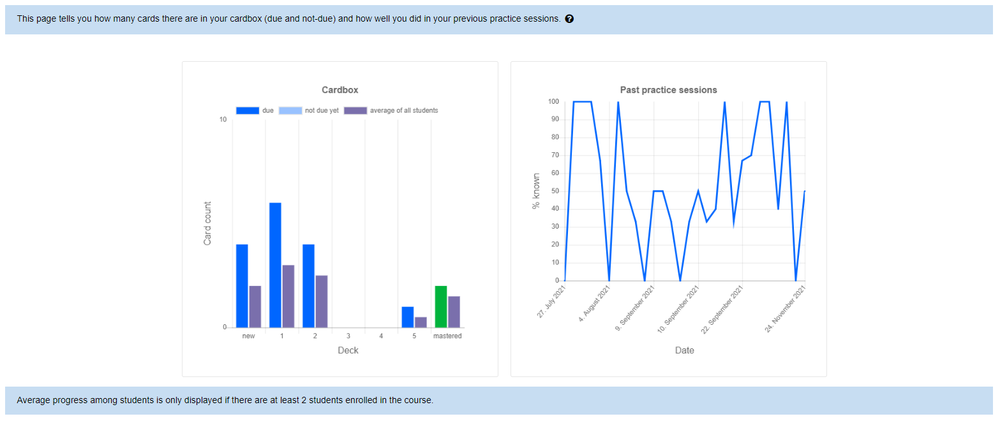 This page tells you how many cards there are in your cardbox (due and not-due) and how well you did in your previous practice sessions. ?
Cardbox
due not due yet average of all students
10
0
Card count
new 1 2 3 4 5 mastered
Deck
Past practice sessions
100
90
80
70
60
50
40
30
20
10
0
% known
27. July 2021 4. August 2021 9. September 2021 10. September 2021 22. September 2021 24. November 2021
Date
Average progress among students is only displayed if there are at least 2 students enrolled in the course.